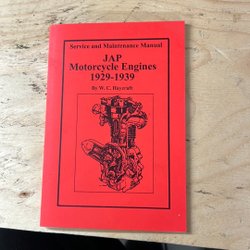 Service and Maintenance Manual
JAP
Motorcycle Engines
1929-1939
By W. C. Haycraft